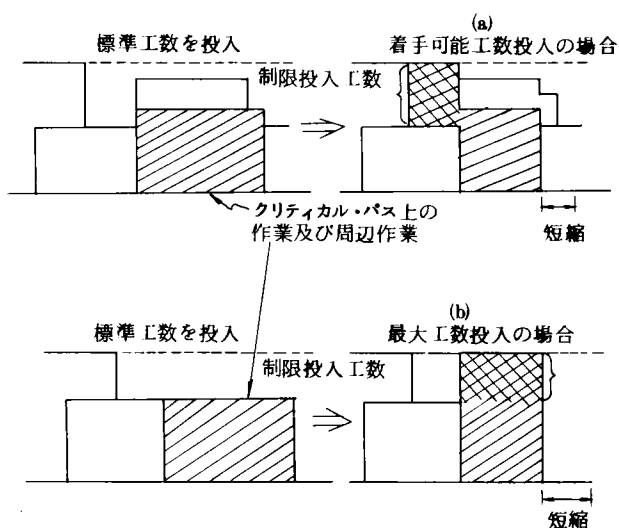 (a)
標準工数を投入
着手可能工数投入の場合
制限投入工数
クリティカル・パス上の
作業及び周辺作業
短縮
(b)
標準工数を投入
最大工数投入の場合
制限投入工数
短縮